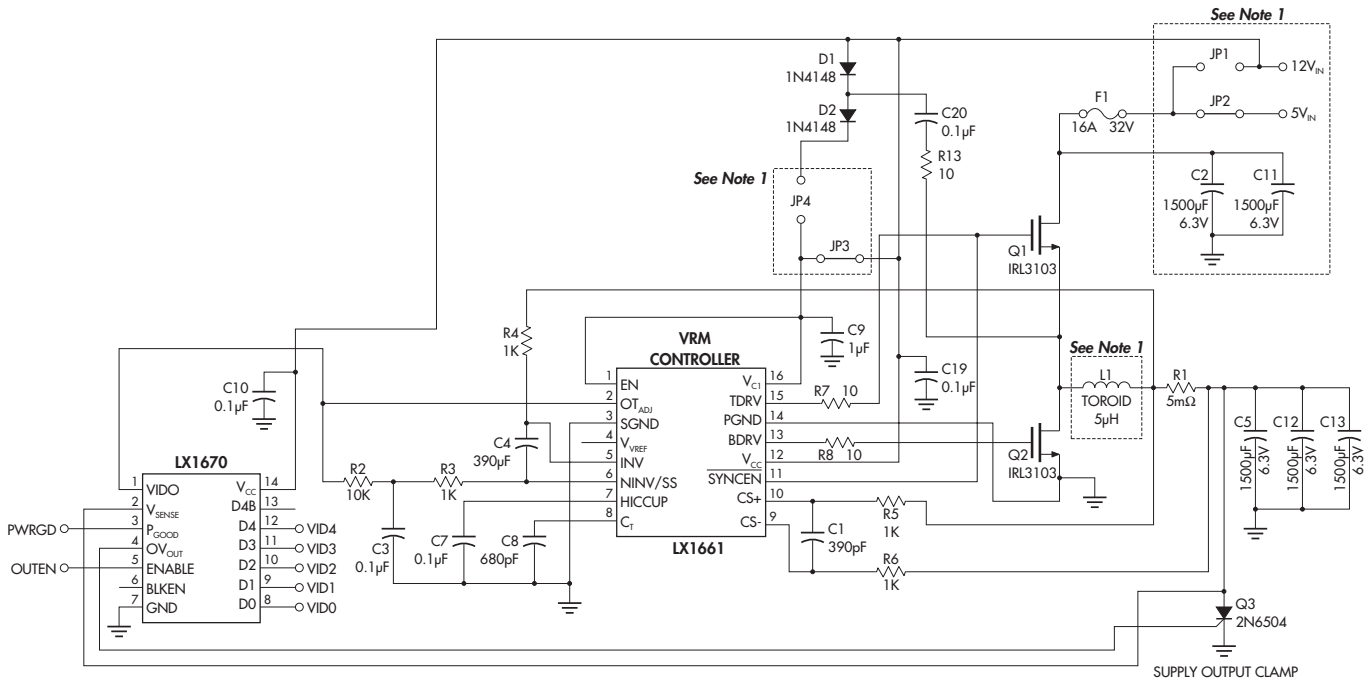 See Note 1
D1
1N4148
D2
1N4148
C20
0.1µF
R13
10
F1
16A 32V
JP1
12VIN
JP2
5VIN
C2
1500µF
6.3V
C11
1500µF
6.3V
See Note 1
JP4
JP3
Q1
IRL3103
R4
1K
VRM
CONTROLLER
C9
1µF
C19
0.1µF
See Note 1
L1
TOROID
5µH
R1
5mΩ
C5
1500µF
6.3V
C12
1500µF
6.3V
C13
1500µF
6.3V
C10
0.1µF
1 EN
2 OTADJ
3 SGND
4 VVREF
5 INV
6 NINV/SS
7 HICCUP
8 CT
VC1 16
TDRV 15
PGND 14
BDRV 13
VCC 12
SYNCEN 11
CS+ 10
CS- 9
LX1661
R7 10
R8 10
Q2
IRL3103
C4
390µF
R2
10K
R3
1K
C3
0.1µF
C7
0.1µF
C8
680pF
C1
390pF
R5
1K
R6
1K
LX1670
1 VIDO
2 VSENSE
3 PGOOD
4 OVOUT
5 ENABLE
6 BLKEN
7 GND
VCC 14
D4B 13
D4 12 VID4
D3 11 VID3
D2 10 VID2
D1 9 VID1
D0 8 VID0
PWRGD
OUTEN
Q3
2N6504
SUPPLY OUTPUT CLAMP